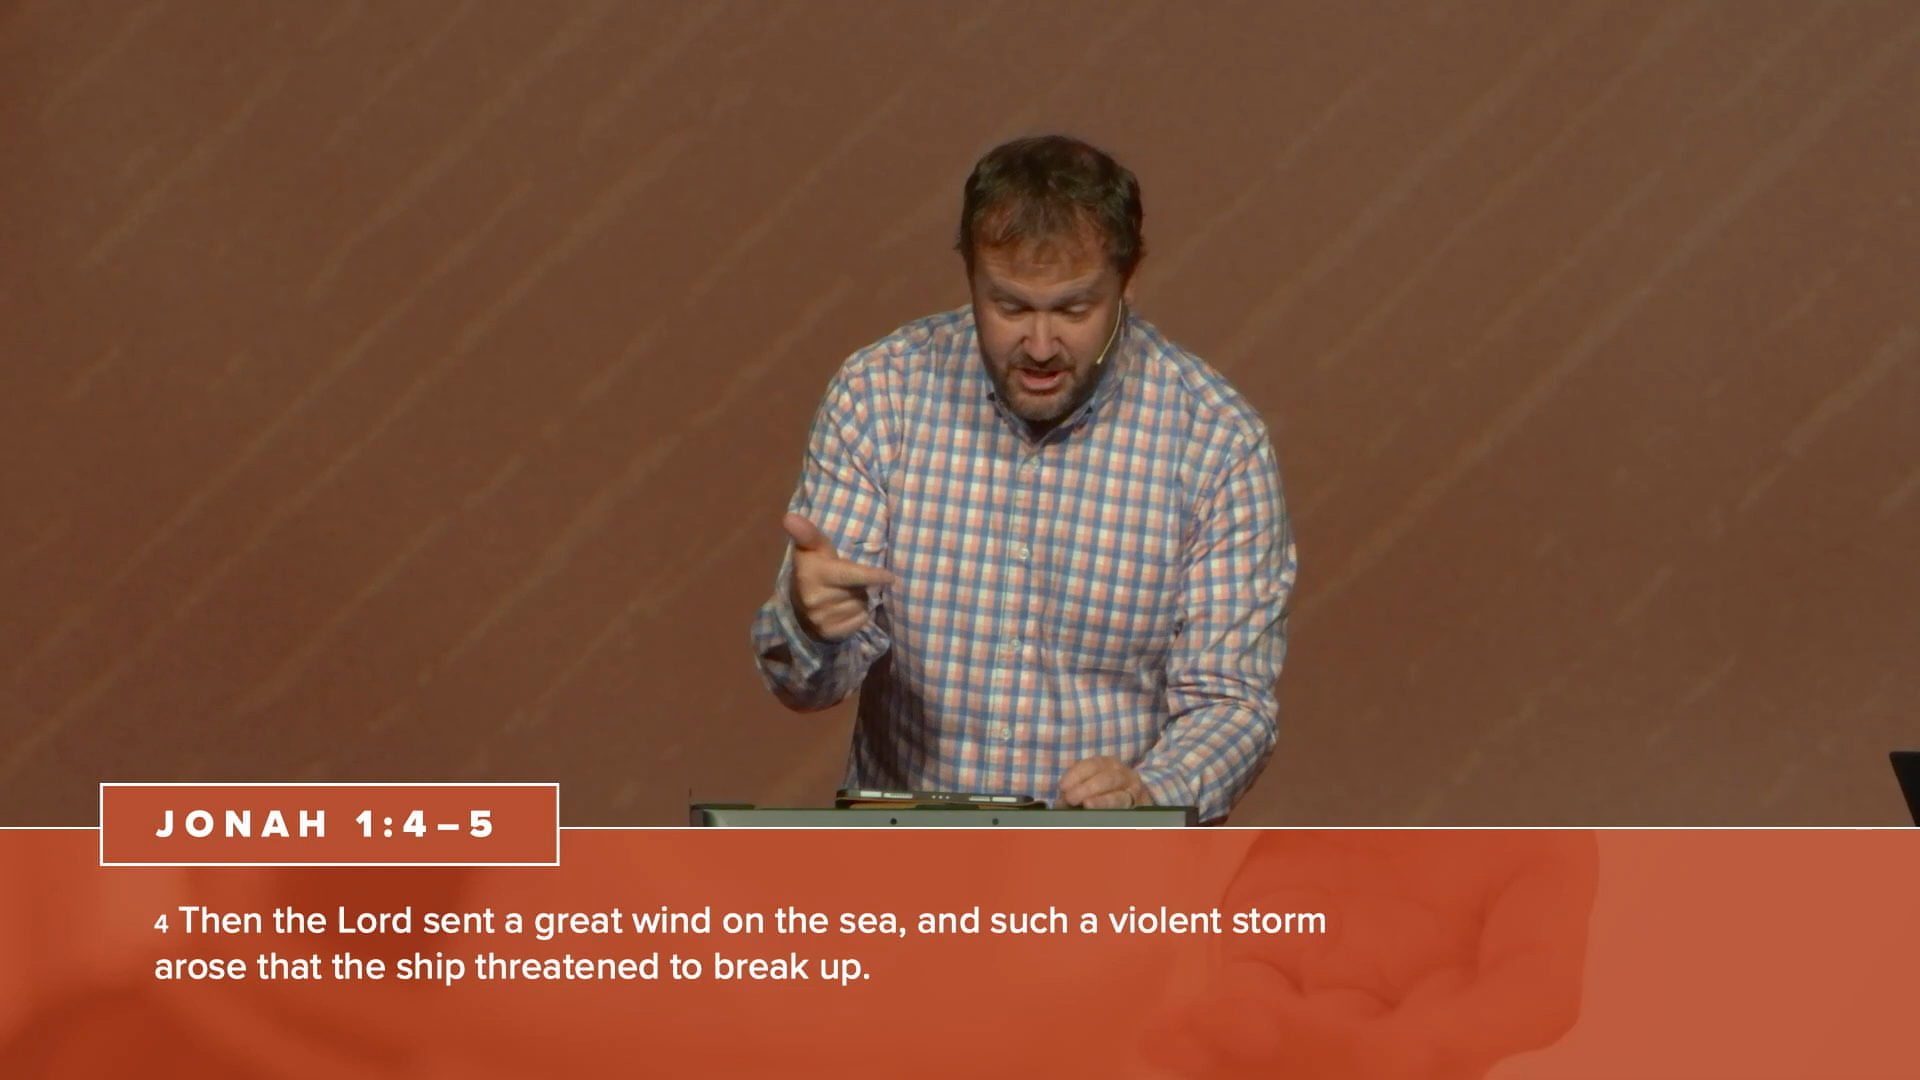 JONAH 1:4–5
4 Then the Lord sent a great wind on the sea, and such a violent storm
arose that the ship threatened to break up.